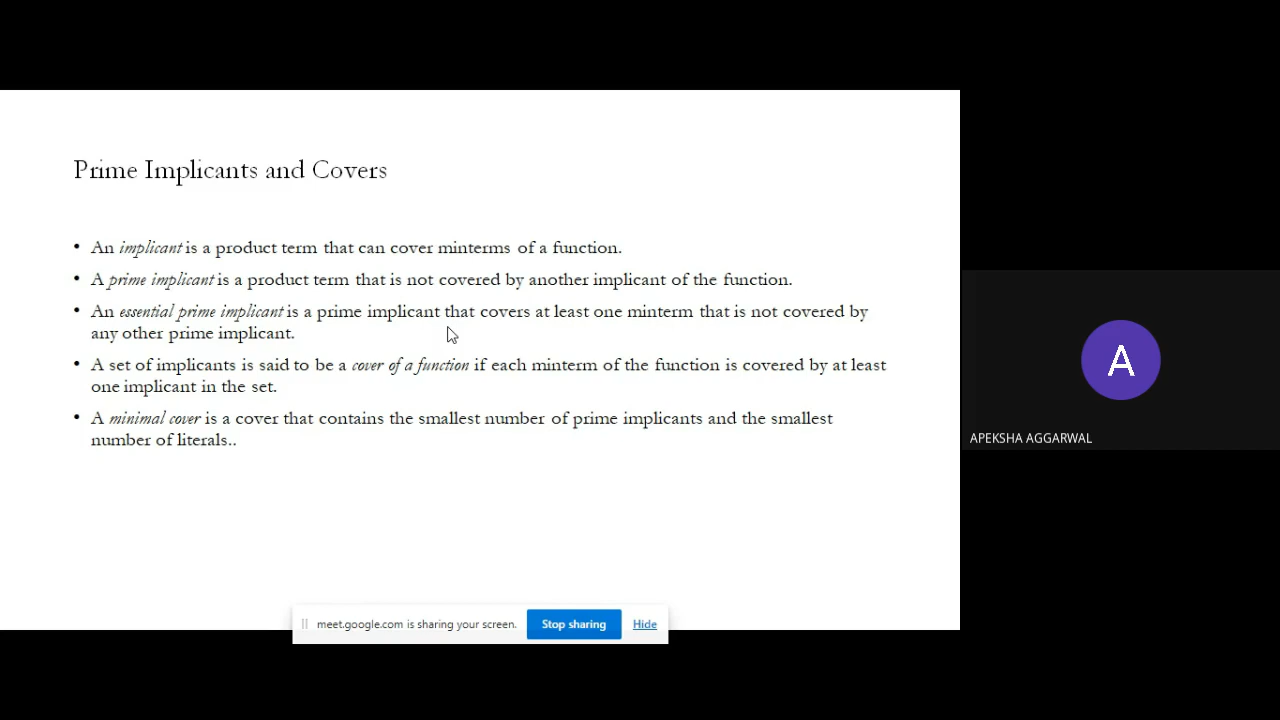 Prime Implicants and Covers
• An implicant is a product term that can cover minterms of a function.
• A prime implicant is a product term that is not covered by another implicant of the function.
• An essential prime implicant is a prime implicant that covers at least one minterm that is not covered by
any other prime implicant.
• A set of implicants is said to be a cover of a function if each minterm of the function is covered by at least
one implicant in the set.
• A minimal cover is a cover that contains the smallest number of prime implicants and the smallest
number of literals..
A
APEKSHA AGGARWAL
meet.google.com is sharing your screen. Stop sharing Hide